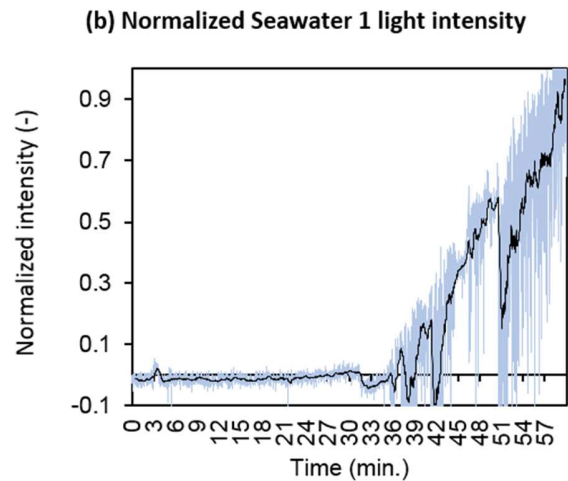 (b) Normalized Seawater 1 light intensity
Normalized intensity (-)
0.9
0.7
0.5
0.3
0.1
-0.1
0 3 6 9 12 15 18 21 24 27 30 33 36 39 42 45 48 51 54 57
Time (min.)